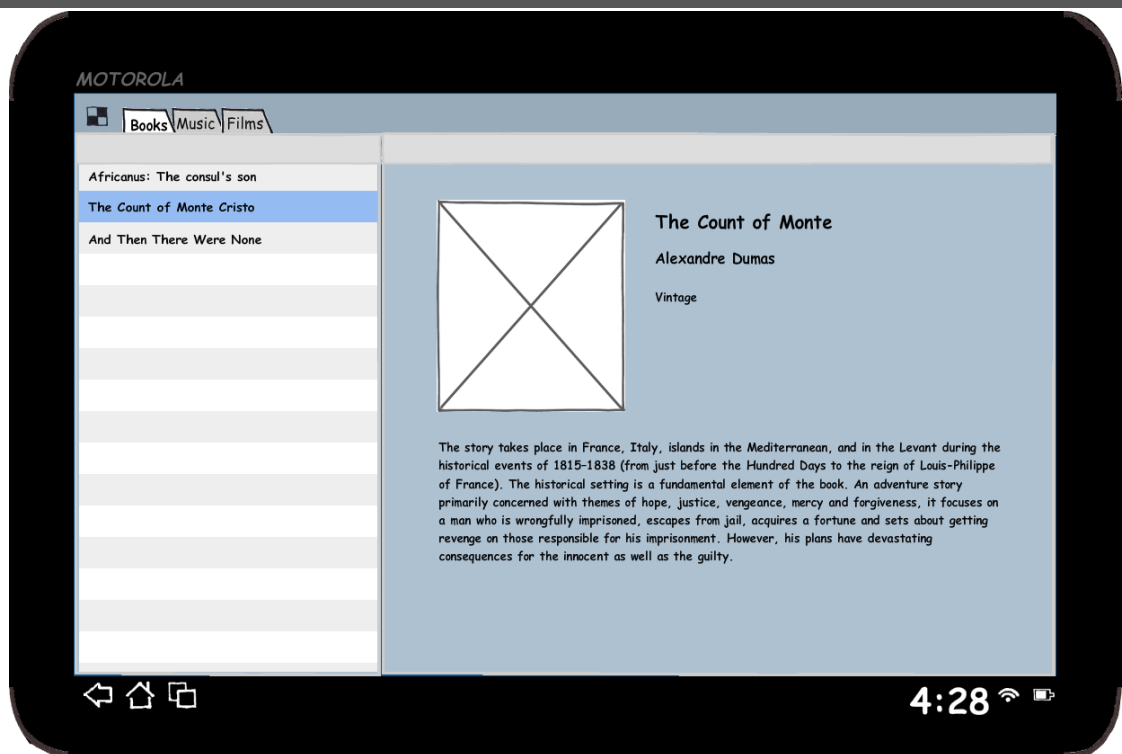 MOTOROLA
Books Music Films
Africanus: The consul's son
The Count of Monte Cristo
And Then There Were None
The Count of Monte
Alexandre Dumas
Vintage
The story takes place in France, Italy, islands in the Mediterranean, and in the Levant during the
historical events of 1815-1838 (from just before the Hundred Days to the reign of Louis-Philippe
of France). The historical setting is a fundamental element of the book. An adventure story
primarily concerned with themes of hope, justice, vengeance, mercy and forgiveness, it focuses on
a man who is wrongfully imprisoned, escapes from jail, acquires a fortune and sets about getting
revenge on those responsible for his imprisonment. However, his plans have devastating
consequences for the innocent as well as the guilty.
4:28